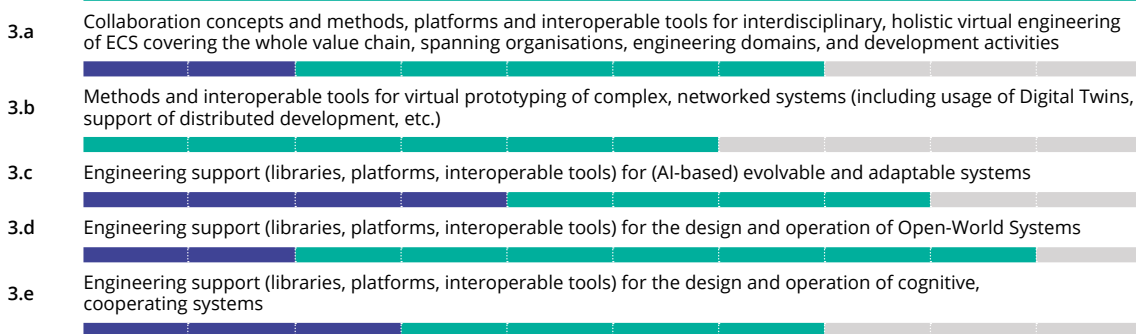 3.a
Collaboration concepts and methods, platforms and interoperable tools for interdisciplinary, holistic virtual engineering
of ECS covering the whole value chain, spanning organisations, engineering domains, and development activities
3.b
Methods and interoperable tools for virtual prototyping of complex, networked systems (including usage of Digital Twins,
support of distributed development, etc.)
3.c
Engineering support (libraries, platforms, interoperable tools) for (AI-based) evolvable and adaptable systems
3.d
Engineering support (libraries, platforms, interoperable tools) for the design and operation of Open-World Systems
3.e
Engineering support (libraries, platforms, interoperable tools) for the design and operation of cognitive,
cooperating systems